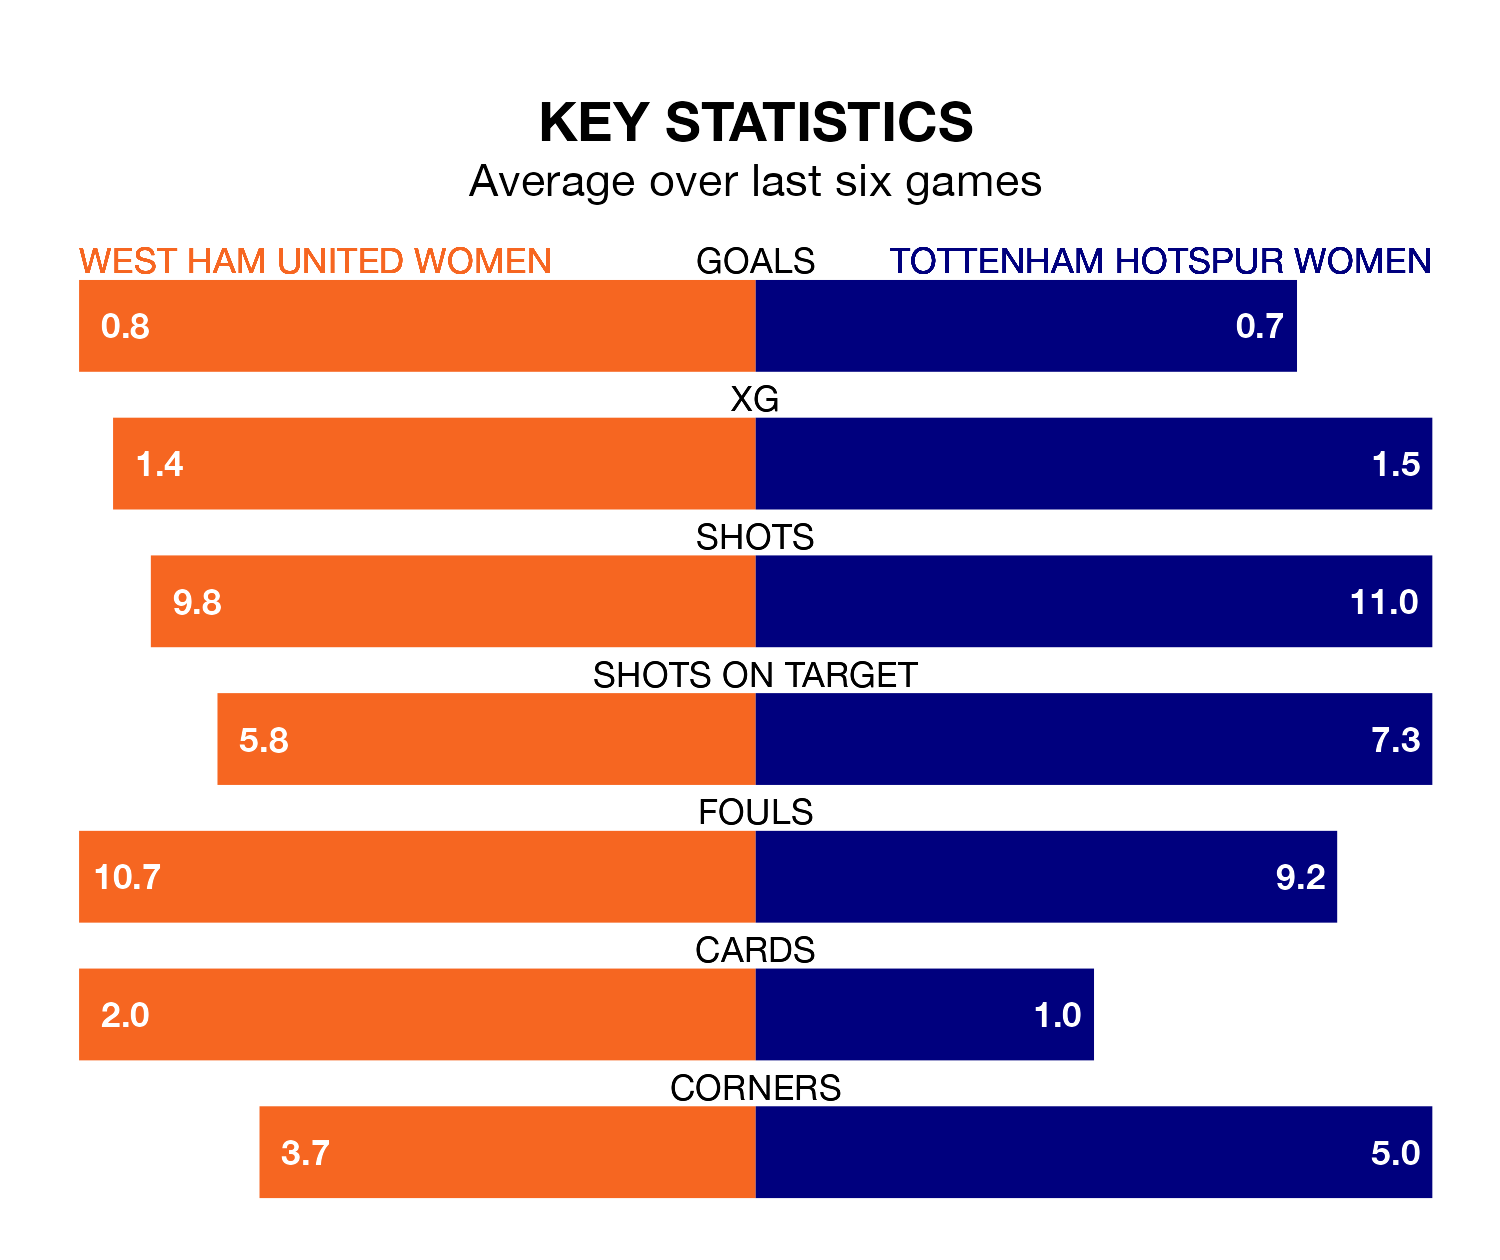 KEY STATISTICS
Average over last six games
WEST HAM UNITED WOMEN GOALS TOTTENHAM HOTSPUR WOMEN
0.8 0.7
XG
1.4 1.5
SHOTS
9.8 11.0
SHOTS ON TARGET
5.8 7.3
FOULS
10.7 9.2
CARDS
2.0 1.0
CORNERS
3.7 5.0